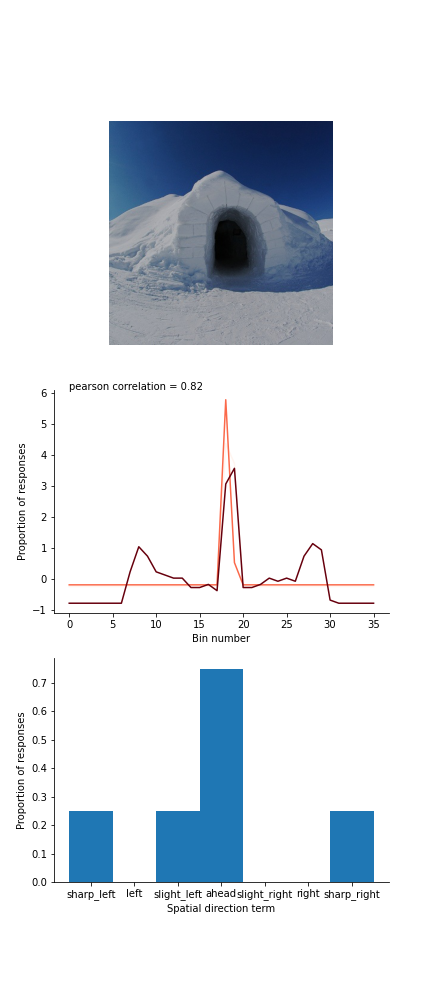 pearson correlation = 0.82
6
5
4
3
2
1
0
−1
Proportion of responses
0 5 10 15 20 25 30 35
Bin number
0.7
0.6
0.5
0.4
0.3
0.2
0.1
0.0
Proportion of responses
sharp_left left slight_left ahead slight_right right sharp_right
Spatial direction term